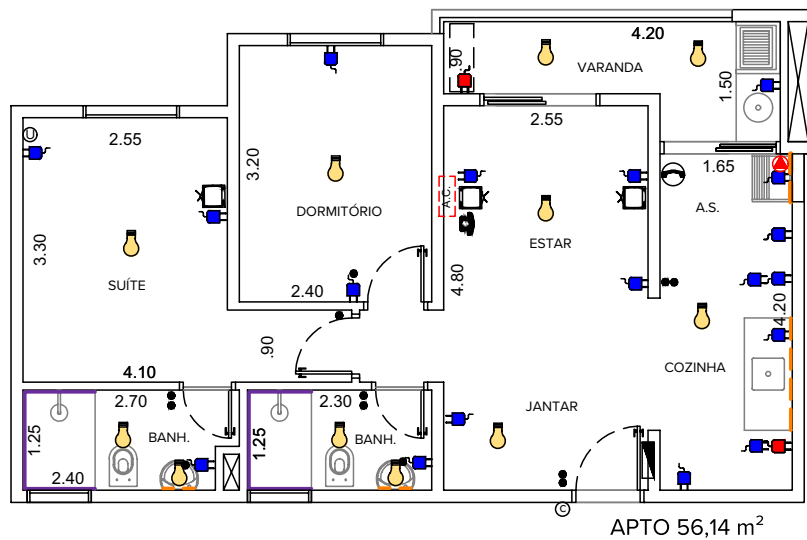 4.20
.90
VARANDA
1.50
2.55
2.55
1.65
3.20
DORMITÓRIO
A.C.
ESTAR
A.S.
3.30
SUÍTE
2.40
4.80
4.20
.90
4.10
COZINHA
2.70
2.30
JANTAR
1.25
BANH.
1.25
BANH.
2.40
C
APTO 56,14 m²